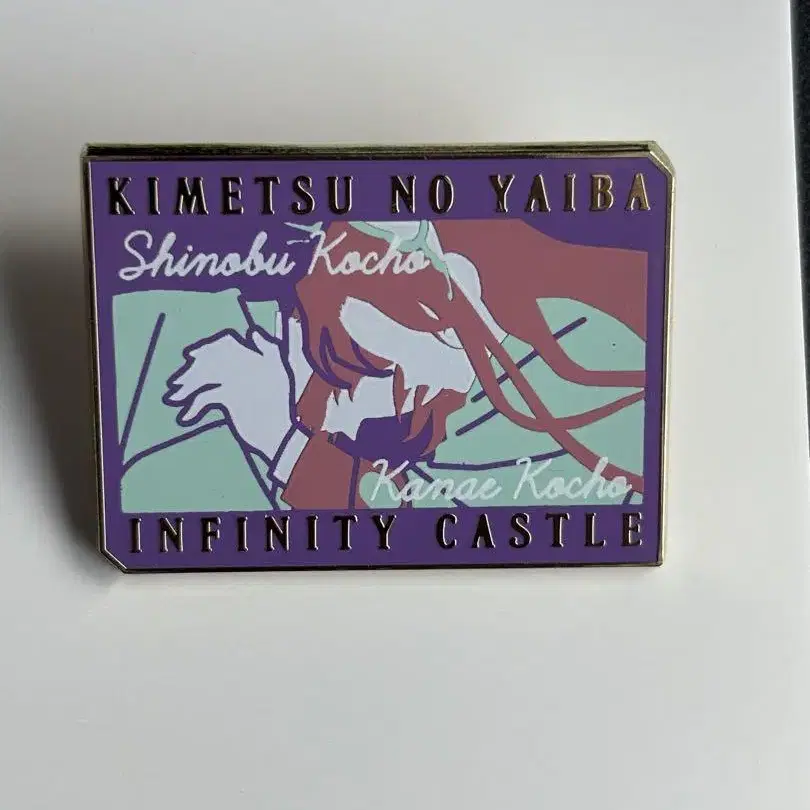 KIMETSU NO YAIBA
Shinobu Kocho
Kanae Kocho
INFINITY CASTLE